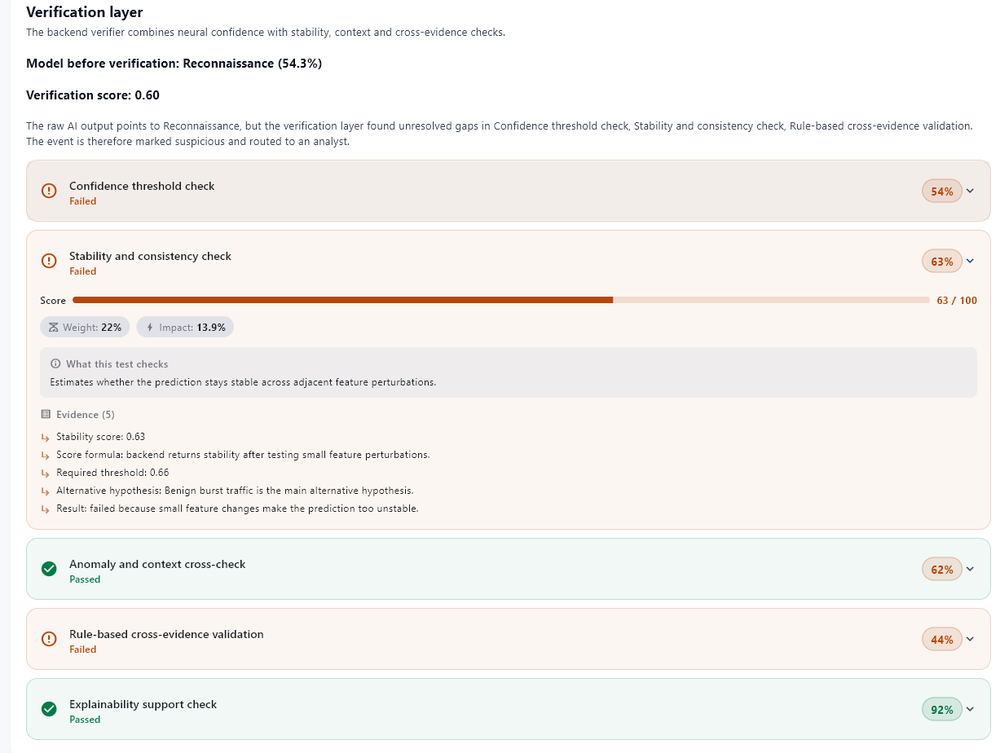 Verification layer
The backend verifier combines neural confidence with stability, context and cross-evidence checks.
Model before verification: Reconnaissance (54.3%)
Verification score: 0.60
The raw AI output points to Reconnaissance, but the verification layer found unresolved gaps in Confidence threshold check, Stability and consistency check, Rule-based cross-evidence validation.
The event is therefore marked suspicious and routed to an analyst.
Confidence threshold check
Failed
54%
Stability and consistency check
Failed
63%
Score
63 / 100
Weight: 22%
Impact: 13.9%
What this test checks
Estimates whether the prediction stays stable across adjacent feature perturbations.
Evidence (5)
Stability score: 0.63
Score formula: backend returns stability after testing small feature perturbations.
Required threshold: 0.66
Alternative hypothesis: Benign burst traffic is the main alternative hypothesis.
Result: failed because small feature changes make the prediction too unstable.
Anomaly and context cross-check
Passed
62%
Rule-based cross-evidence validation
Failed
44%
Explainability support check
Passed
92%